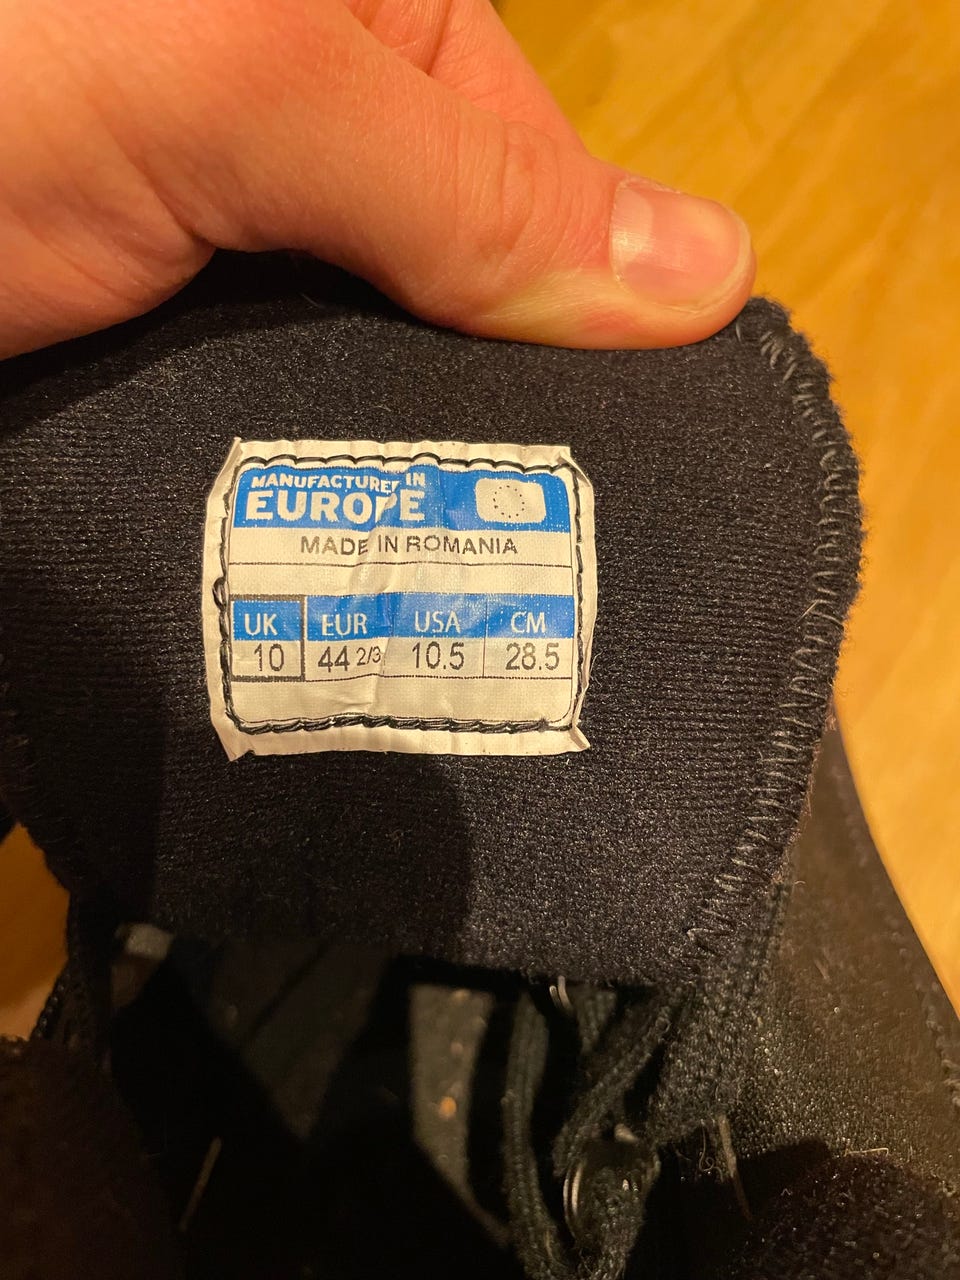 MANUFACTURED IN
EUROPE
MADE IN ROMANIA
UK EUR USA CM
10 44 2/3 10.5 28.5